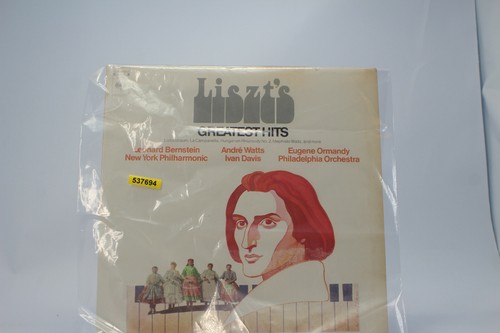 Liszt's
GREATEST HITS
Leonard Bernstein
New York Philharmonic
André Watts
Ivan Davis
Eugene Ormandy
Philadelphia Orchestra
537694